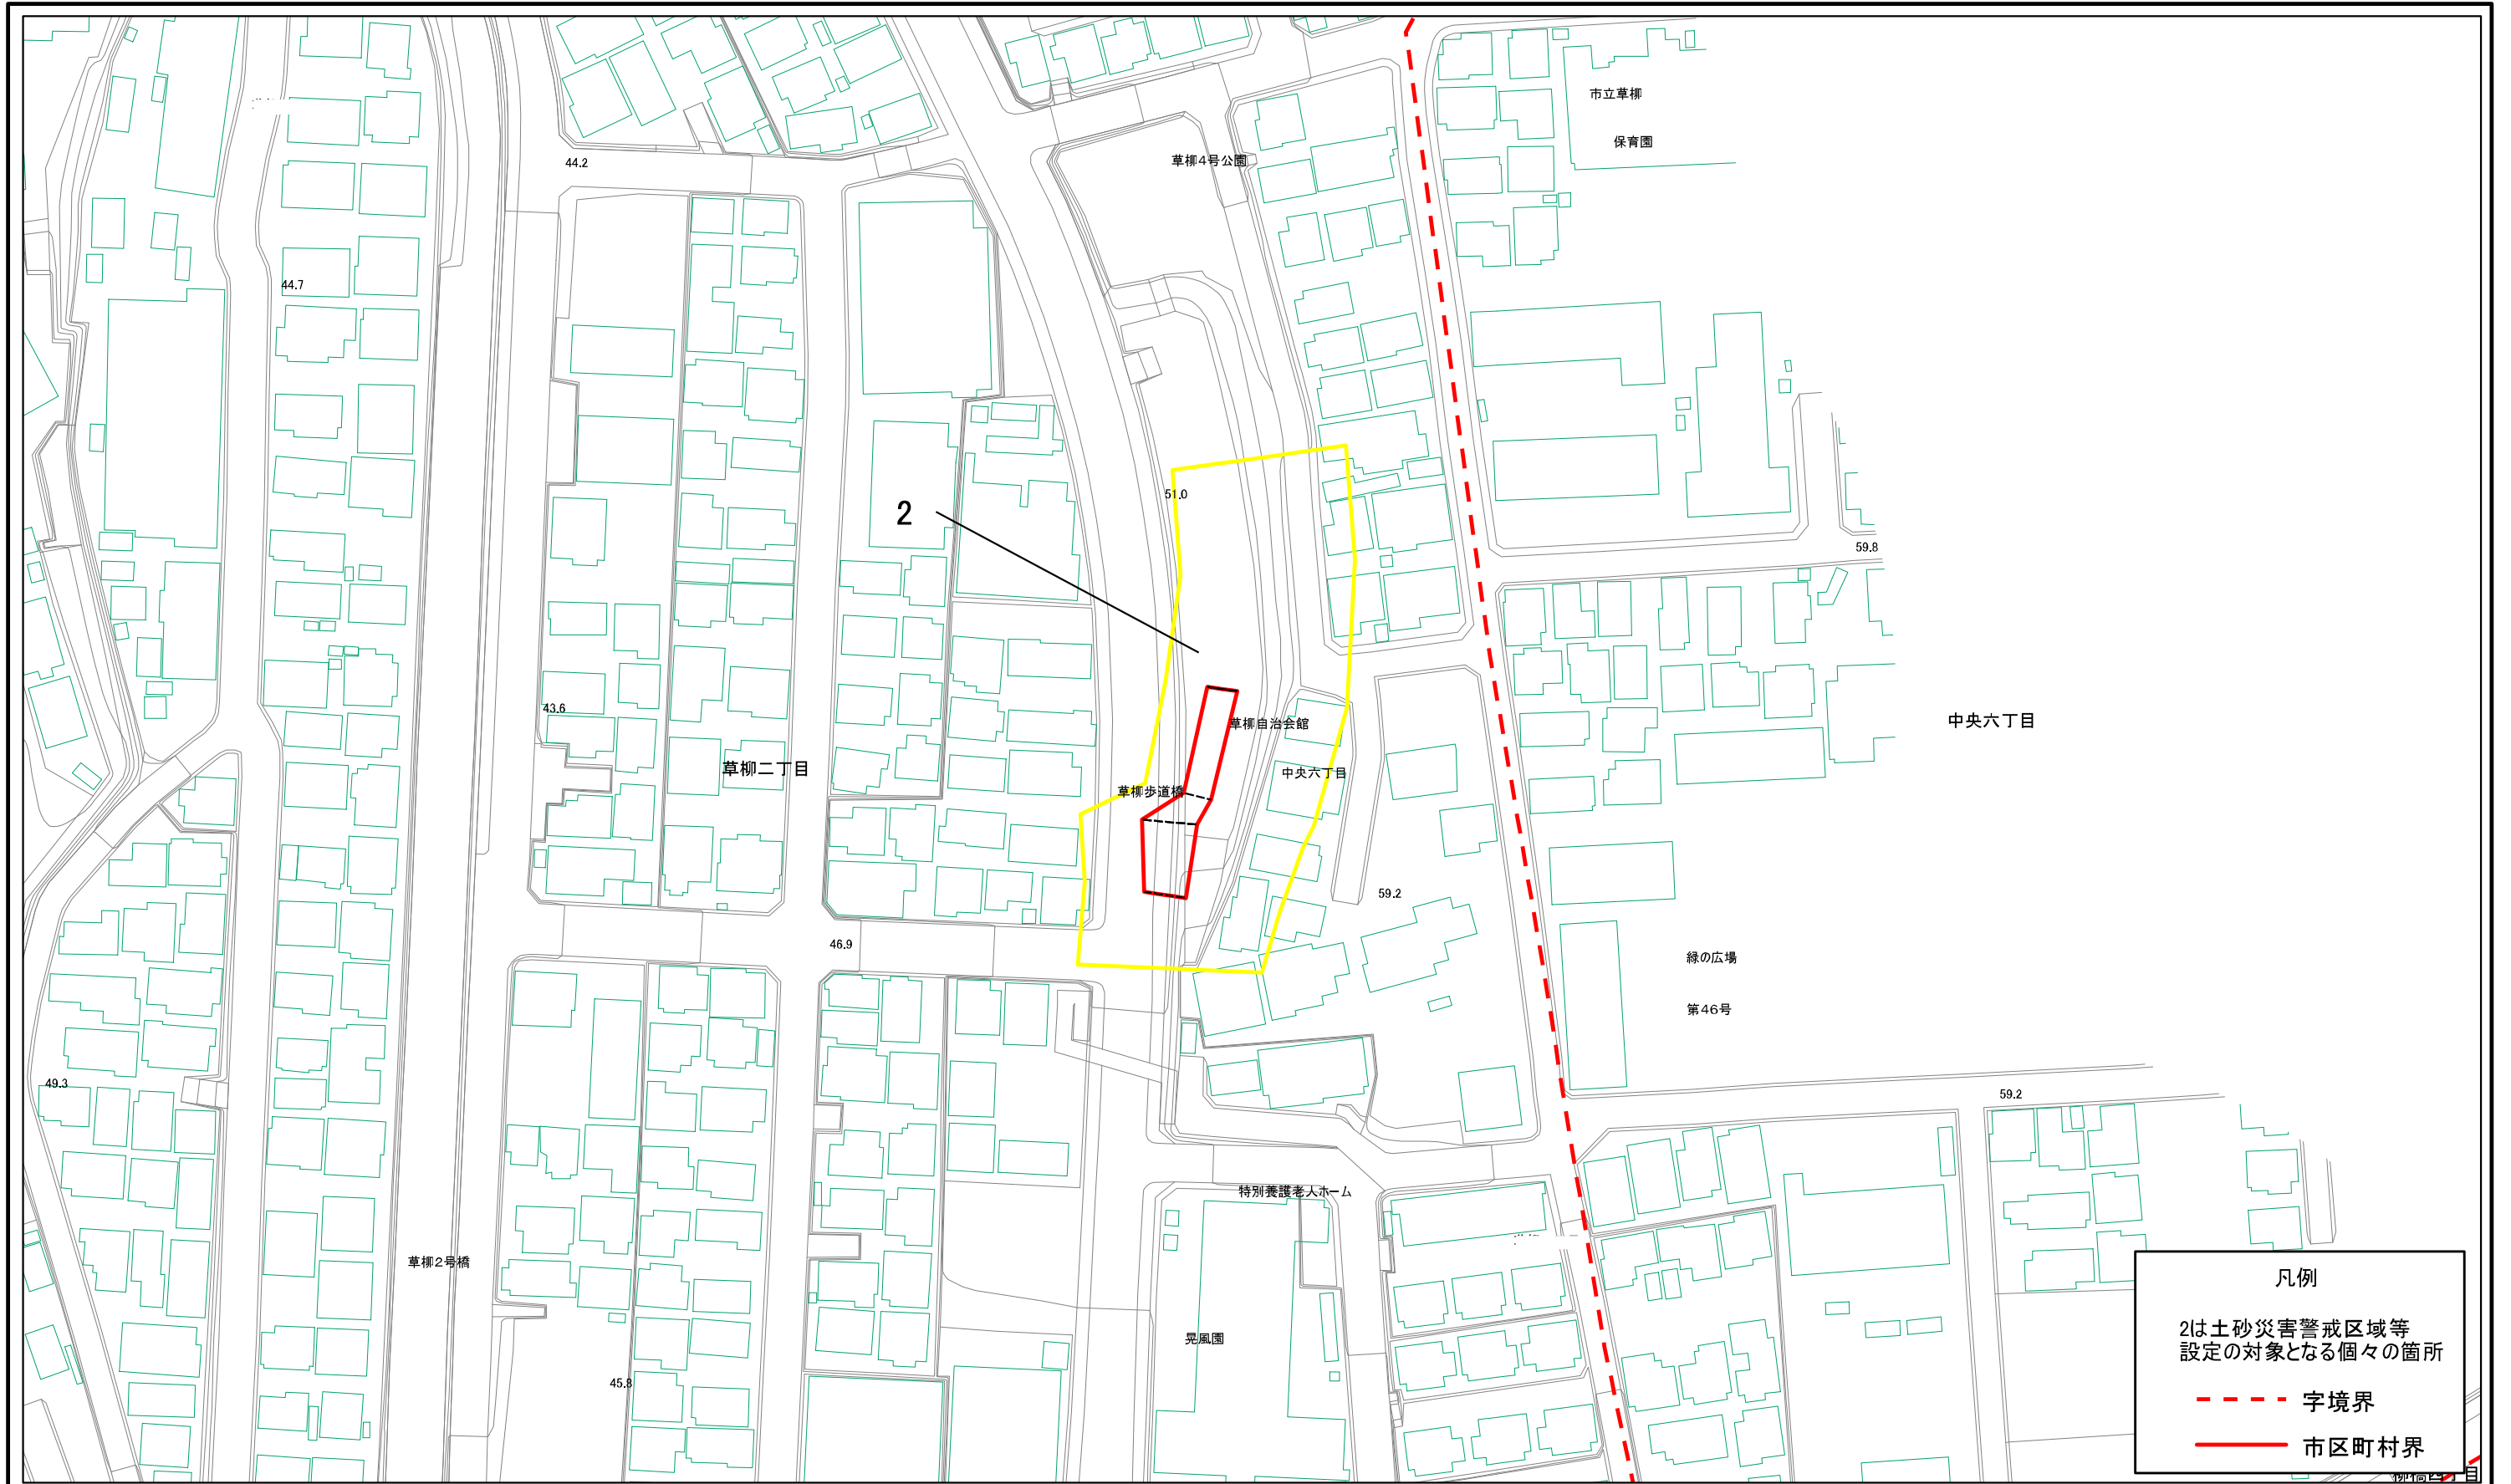 市立草柳
保育園
草柳4号公園
44.2
44.7
51.0
2
59.8
43.6
草柳自治会館
中央六丁目
草柳二丁目
中央六丁目
草柳歩道橋
59.2
46.9
緑の広場
第46号
49.3
59.2
特別養護老人ホーム
草柳2号橋
晃風園
45.8
凡例
2は土砂災害警戒区域等
設定の対象となる個々の箇所
字境界
市区町村界
柳橋四丁目